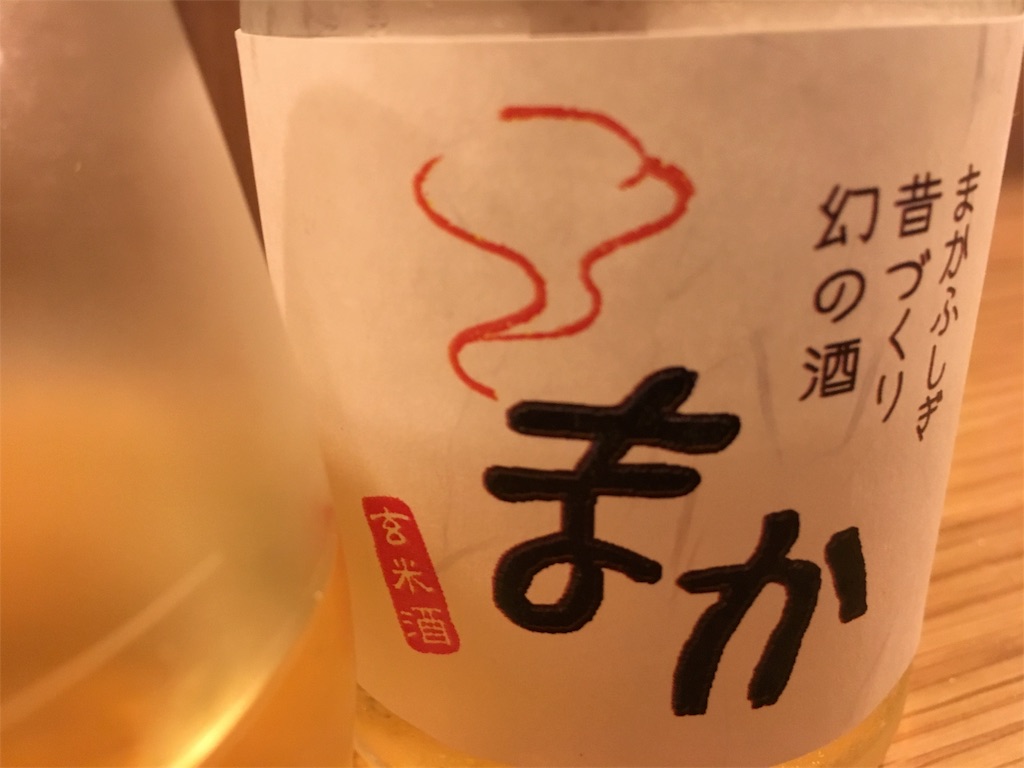 まかふしぎ
昔づくり
幻の酒
まか
玄米酒